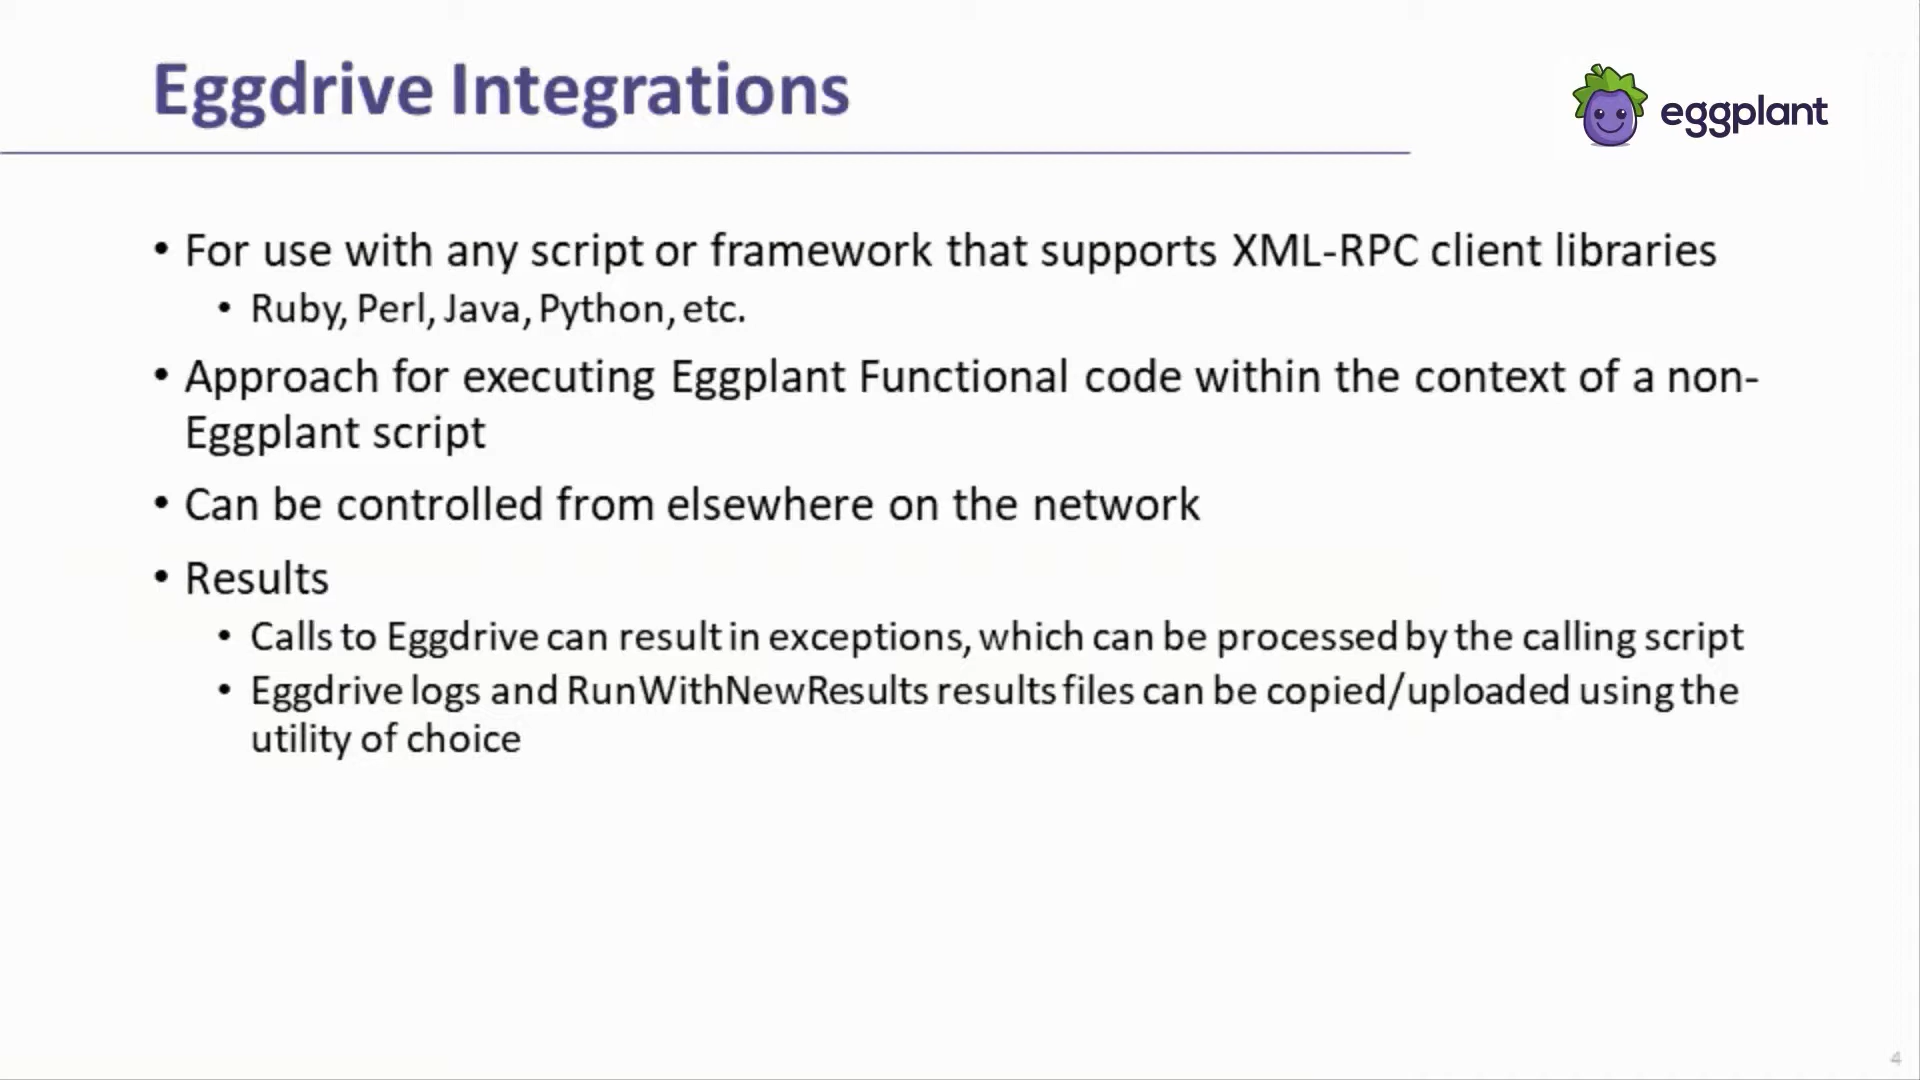 Eggdrive Integrations
eggplant
• For use with any script or framework that supports XML-RPC client libraries
• Ruby, Perl, Java, Python, etc.
• Approach for executing Eggplant Functional code within the context of a non-
Eggplant script
• Can be controlled from elsewhere on the network
• Results
• Calls to Eggdrive can result in exceptions, which can be processed by the calling script
• Eggdrive logs and RunWithNewResults results files can be copied/uploaded using the
utility of choice
4